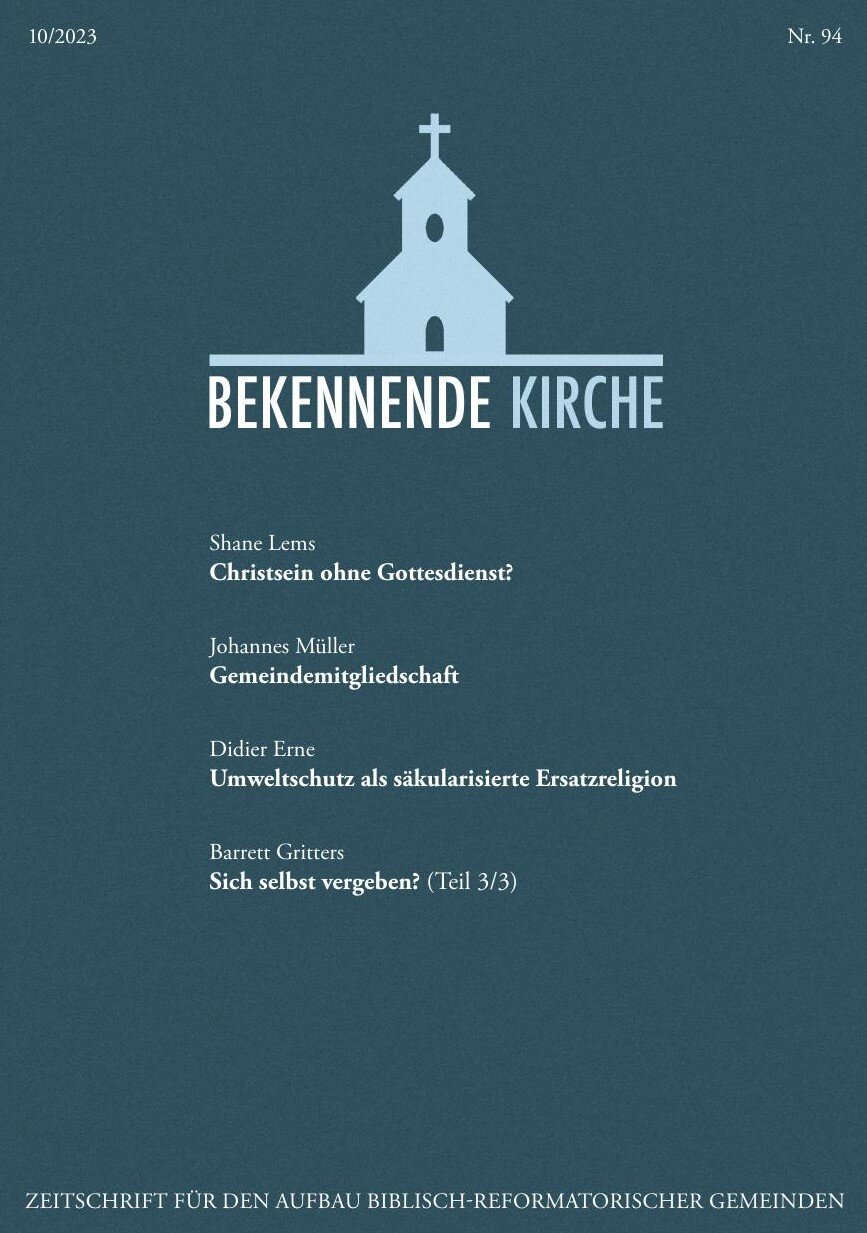 10/2023
Nr. 94
BEKENNENDE KIRCHE
Shane Lems
Christsein ohne Gottesdienst?
Johannes Müller
Gemeindemitgliedschaft
Didier Erne
Umweltschutz als säkularisierte Ersatzreligion
Barrett Gritters
Sich selbst vergeben? (Teil 3/3)
ZEITSCHRIFT FÜR DEN AUFBAU BIBLISCH-REFORMATORISCHER GEMEINDEN